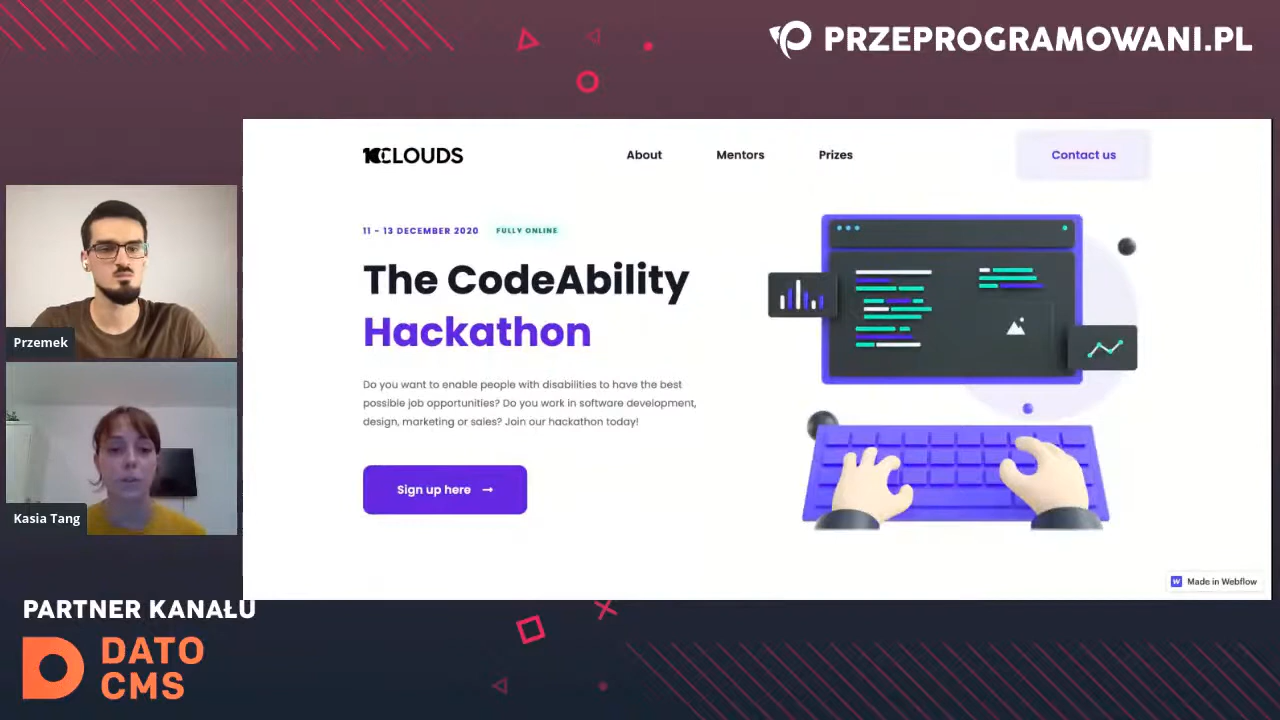 PRZEPROGRAMOWANI.PL
CLOUDS
About
Mentors
Prizes
Contact us
11 - 13 DECEMBER 2020
FULLY ONLINE
The CodeAbility
Hackathon
Do you want to enable people with disabilities to have the best
possible job opportunities? Do you work in software development,
design, marketing or sales? Join our hackathon today!
Sign up here →
Made in Webflow
Przemek
Kasia Tang
PARTNER KANAŁU
DATO
CMS